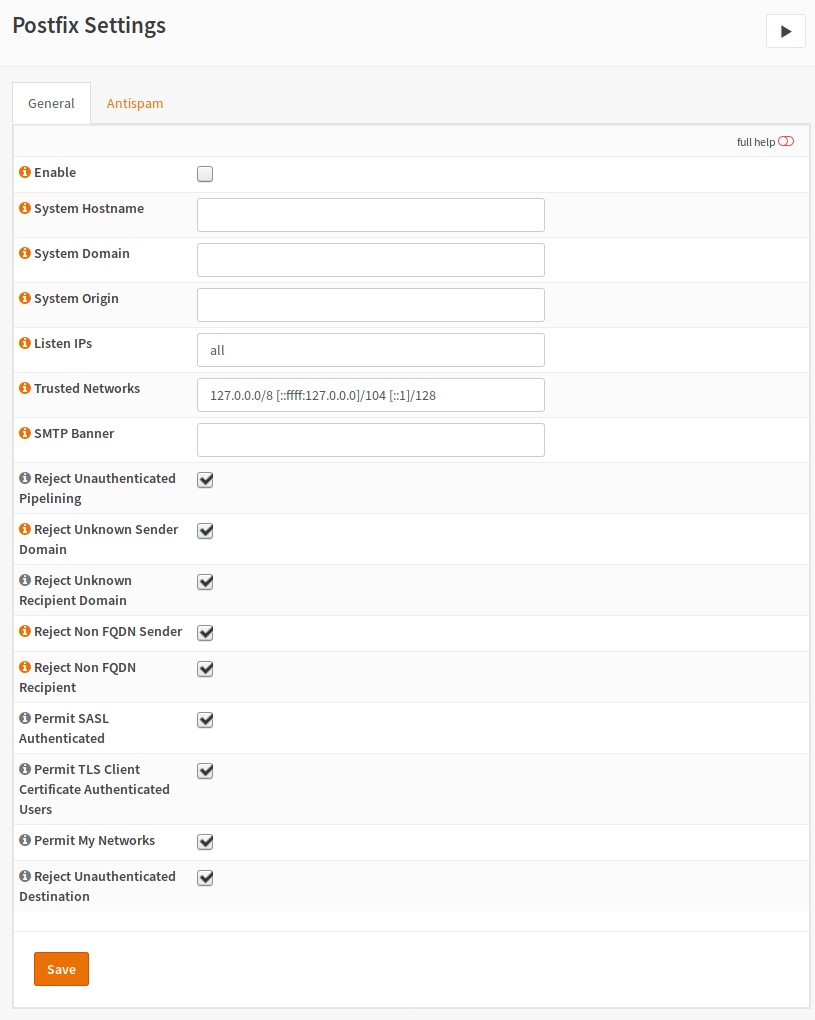 Postfix Settings
General
Antispam
full help
Enable
System Hostname
System Domain
System Origin
Listen IPs
all
Trusted Networks
127.0.0.0/8 [::ffff:127.0.0.0]/104 [::1]/128
SMTP Banner
Reject Unauthenticated
Pipelining
Reject Unknown Sender
Domain
Reject Unknown
Recipient Domain
Reject Non FQDN Sender
Reject Non FQDN
Recipient
Permit SASL
Authenticated
Permit TLS Client
Certificate Authenticated
Users
Permit My Networks
Reject Unauthenticated
Destination
Save